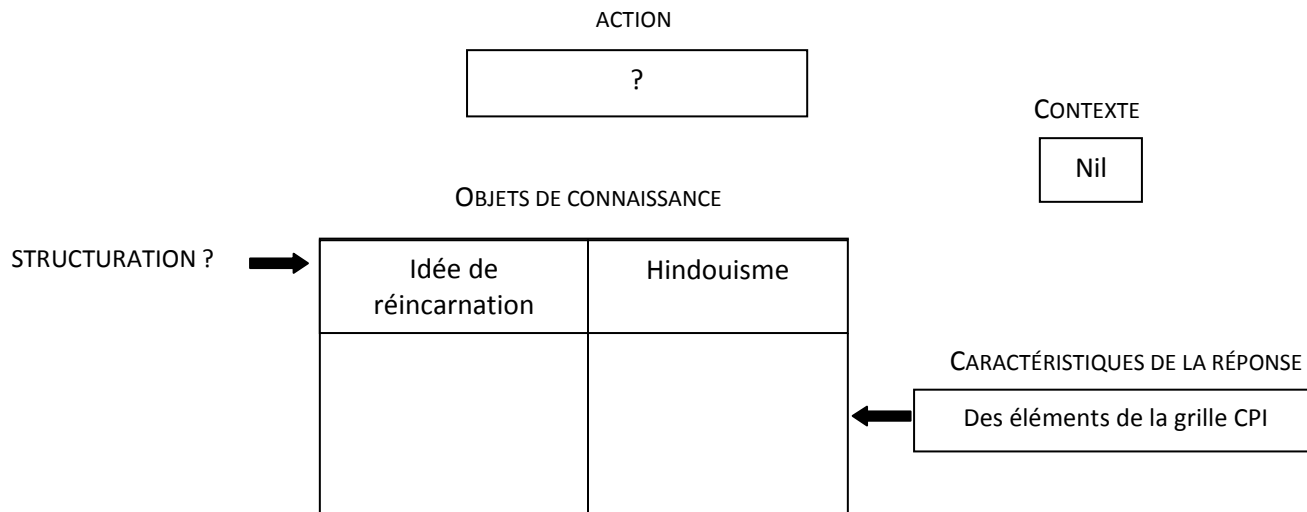 ACTION
?
CONTEXTE
Nil
OBJETS DE CONNAISSANCE
STRUCTURATION ?
Idée de
réincarnation
Hindouisme
CARACTÉRISTIQUES DE LA RÉPONSE
Des éléments de la grille CPI